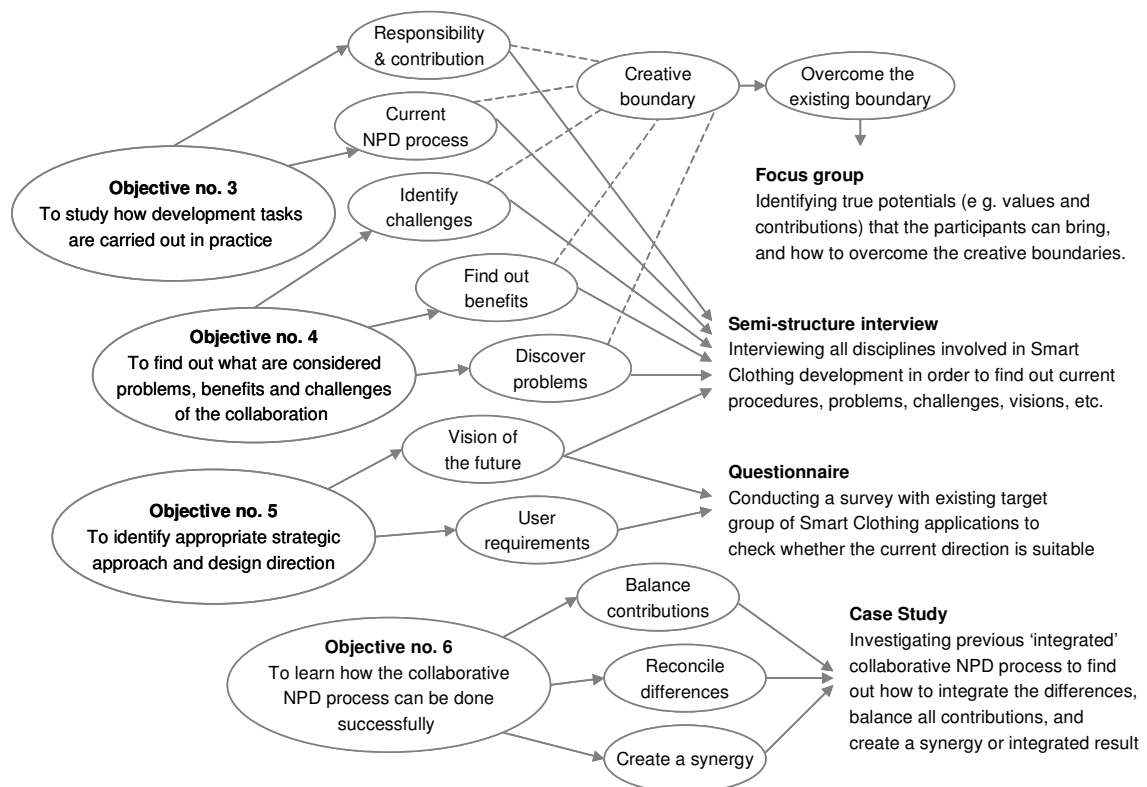 Responsibility
& contribution
Creative
boundary
Overcome the
existing boundary
Current
NPD process
Objective no. 3
To study how development tasks
are carried out in practice
Identify
challenges
Focus group
Identifying true potentials (e g. values and
contributions) that the participants can bring,
and how to overcome the creative boundaries.
Find out
benefits
Objective no. 4
To find out what are considered
problems, benefits and challenges
of the collaboration
Discover
problems
Semi-structure interview
Interviewing all disciplines involved in Smart
Clothing development in order to find out current
procedures, problems, challenges, visions, etc.
Vision of
the future
Objective no. 5
To identify appropriate strategic
approach and design direction
User
requirements
Questionnaire
Conducting a survey with existing target
group of Smart Clothing applications to
check whether the current direction is suitable
Balance
contributions
Objective no. 6
To learn how the collaborative
NPD process can be done
successfully
Reconcile
differences
Create a synergy
Case Study
Investigating previous ‘integrated’
collaborative NPD process to find
out how to integrate the differences,
balance all contributions, and
create a synergy or integrated result